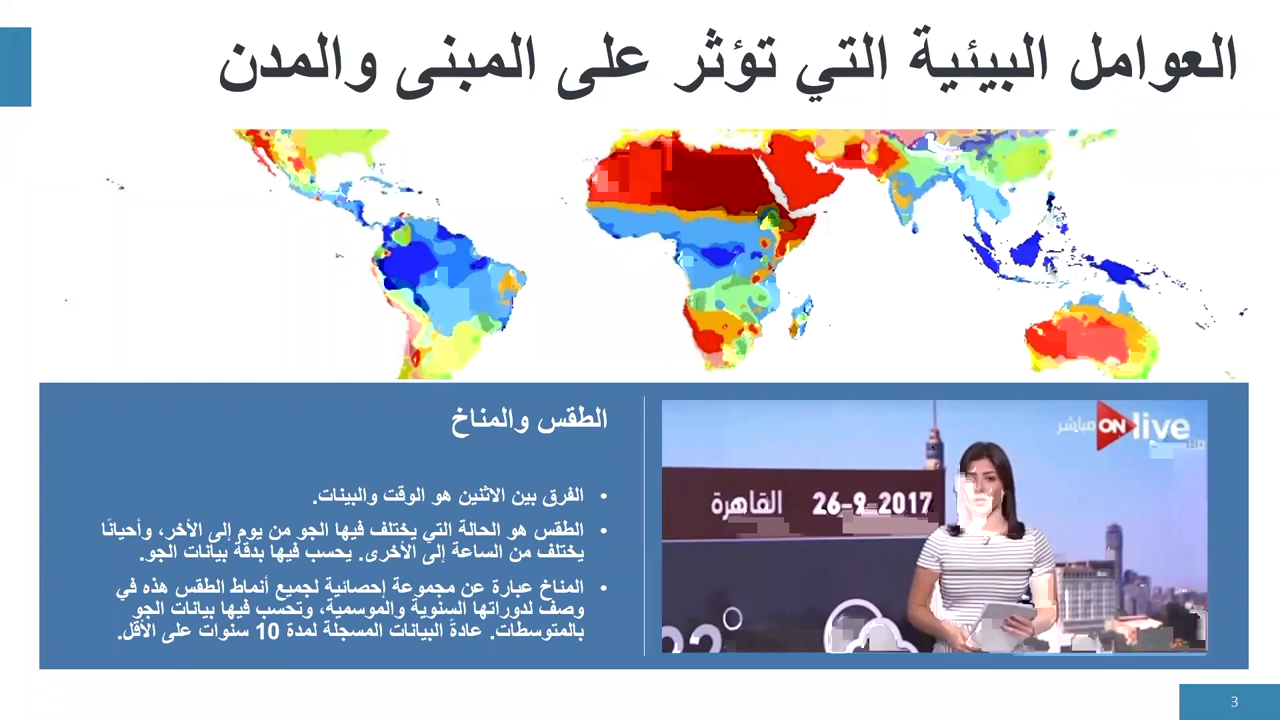 العوامل البيئية التي تؤثر على المبنى والمدن
الطقس والمناخ
• الفرق بين الاثنين هو الوقت والبينات.
• الطقس هو الحالة التي يختلف فيها الجو من يوم إلى الأخر، وأحيانًا
يختلف من الساعة إلى الأخرى. يحسب فيها بدقة بيانات الجو.
• المناخ عبارة عن مجموعة إحصائية لجميع أنماط الطقس هذه في
وصف لدوراتها السنوية والموسمية، وتحسب فيها بيانات الجو
بالمتوسطات. عادةً البيانات المسجلة لمدة 10 سنوات على الأقل.
مباشر ON live
القاهرة 26-9-2017
3